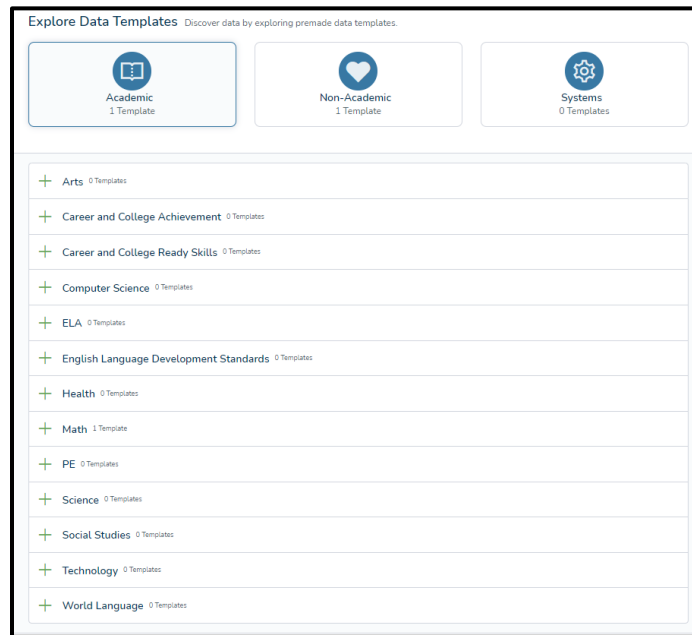 Explore Data Templates Discover data by exploring premade data templates.
Academic
1 Template
Non-Academic
1 Template
Systems
0 Templates
Arts 0 Templates
Career and College Achievement 0 Templates
Career and College Ready Skills 0 Templates
Computer Science 0 Templates
ELA 0 Templates
English Language Development Standards 0 Templates
Health 0 Templates
Math 1 Template
PE 0 Templates
Science 0 Templates
Social Studies 0 Templates
Technology 0 Templates
World Language 0 Templates